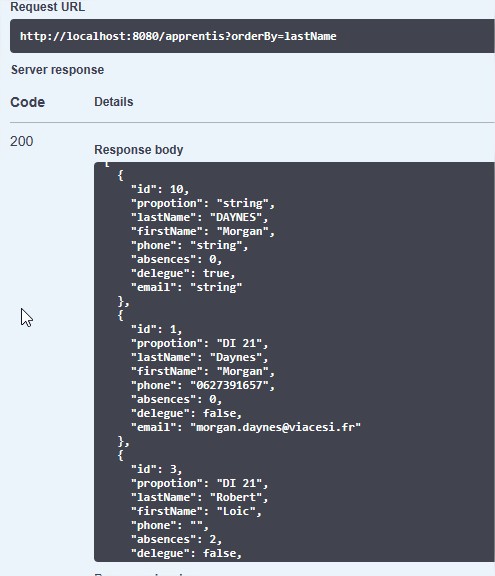 Request URL
http://localhost:8080/apprentis?orderBy=lastName
Server response
Code Details
200
Response body
[
{
"id": 10,
"propotion": "string",
"lastName": "DAYNES",
"firstName": "Morgan",
"phone": "string",
"absences": 0,
"delegue": true,
"email": "string"
},
{
"id": 1,
"propotion": "DI 21",
"lastName": "Daynes",
"firstName": "Morgan",
"phone": "0627391657",
"absences": 0,
"delegue": false,
"email": "morgan.daynes@viacesi.fr"
},
{
"id": 3,
"propotion": "DI 21",
"lastName": "Robert",
"firstName": "Loic",
"phone": "",
"absences": 2,
"delegue": false,